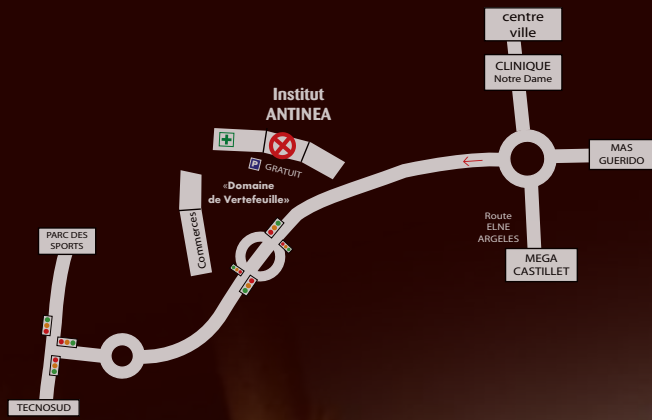 centre
ville
CLINIQUE
Notre Dame
Institut
ANTINEA
P GRATUIT
MAS
GUERIDO
«Domaine
de Vertefeuille»
Commerces
Route
ELNE
ARGELES
PARC DES
SPORTS
MEGA
CASTILLET
TECNOSUD